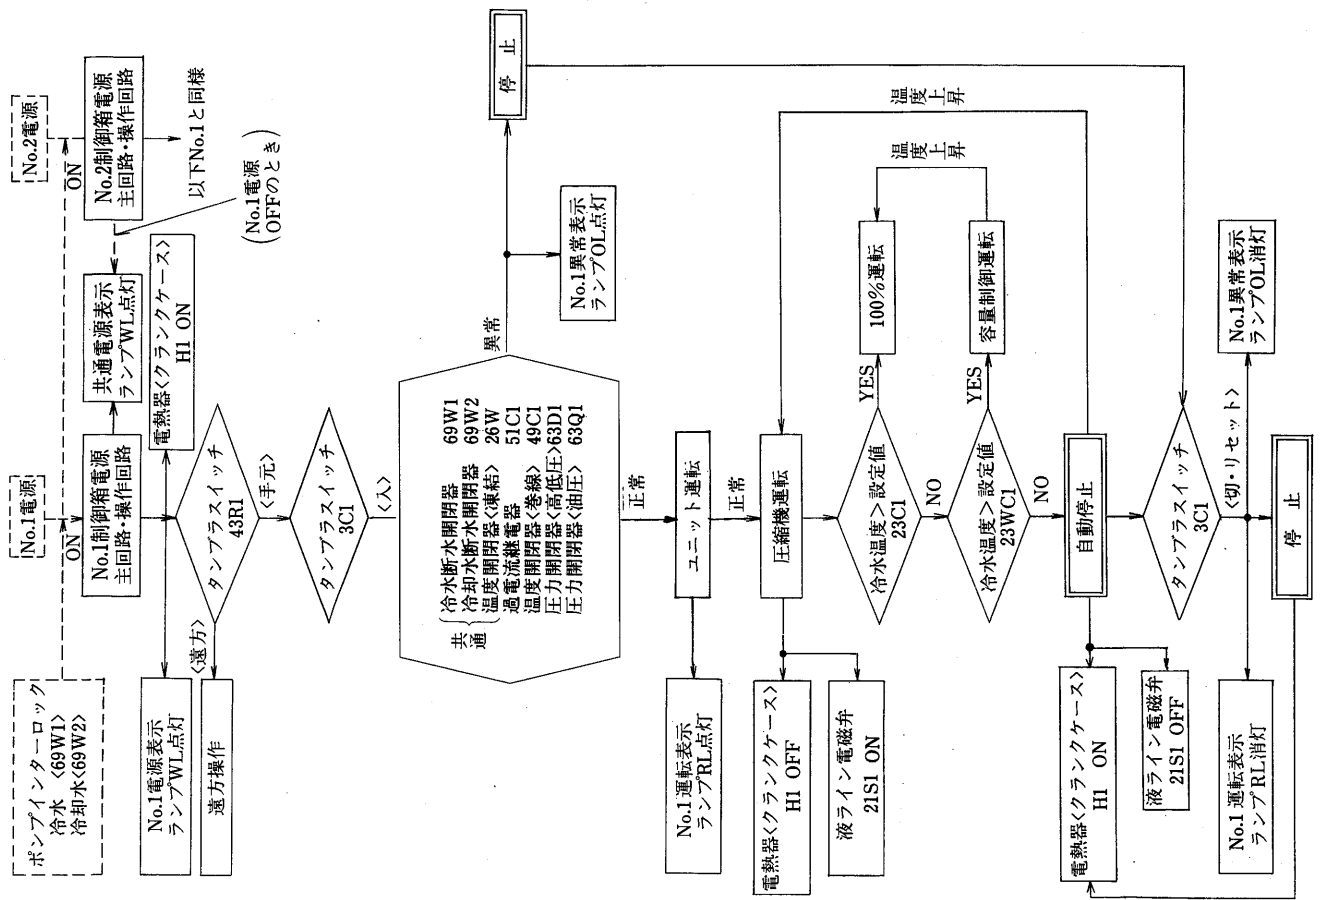 No.2電源
ON
No.2制御箱電源
主回路・操作回路
以下No.1と同様
(No.1電源
OFFのとき)
No.1電源
ON
No.1制御箱電源
主回路・操作回路
共通電源表示
ランプWL点灯
電熱器<クランクケース>
H1 ON
ポンプインターロック
冷水 <69W1>
冷却水<69W2>
No.1電源表示
ランプWL点灯
タンブラスイッチ
43R1
<遠方>
遠方操作
<手元>
タンブラスイッチ
3C1
<入>
共通
冷水断水開閉器 69W1
冷却水断水開閉器 69W2
温度開閉器<凍結> 26W
過電流継電器 51C1
温度開閉器<巻線> 49C1
圧力開閉器<高低圧> 63D1
圧力開閉器<油圧> 63Q1
異常
停 止
No.1異常表示
ランプOL点灯
正常
ユニット運転
No.1運転表示
ランプRL点灯
正常
圧縮機運転
電熱器<クランクケース>
H1 OFF
液ライン電磁弁
21S1 ON
冷水温度>設定値
23C1
YES
100%運転
NO
冷水温度>設定値
23WC1
YES
容量制御運転
温度
上昇
温度
上昇
NO
自動停止
電熱器<クランクケース>
H1 ON
液ライン電磁弁
21S1 OFF
タンブラスイッチ
3C1
<切・リセット>
No.1異常表示
ランプOL消灯
No.1運転表示
ランプRL消灯
停 止